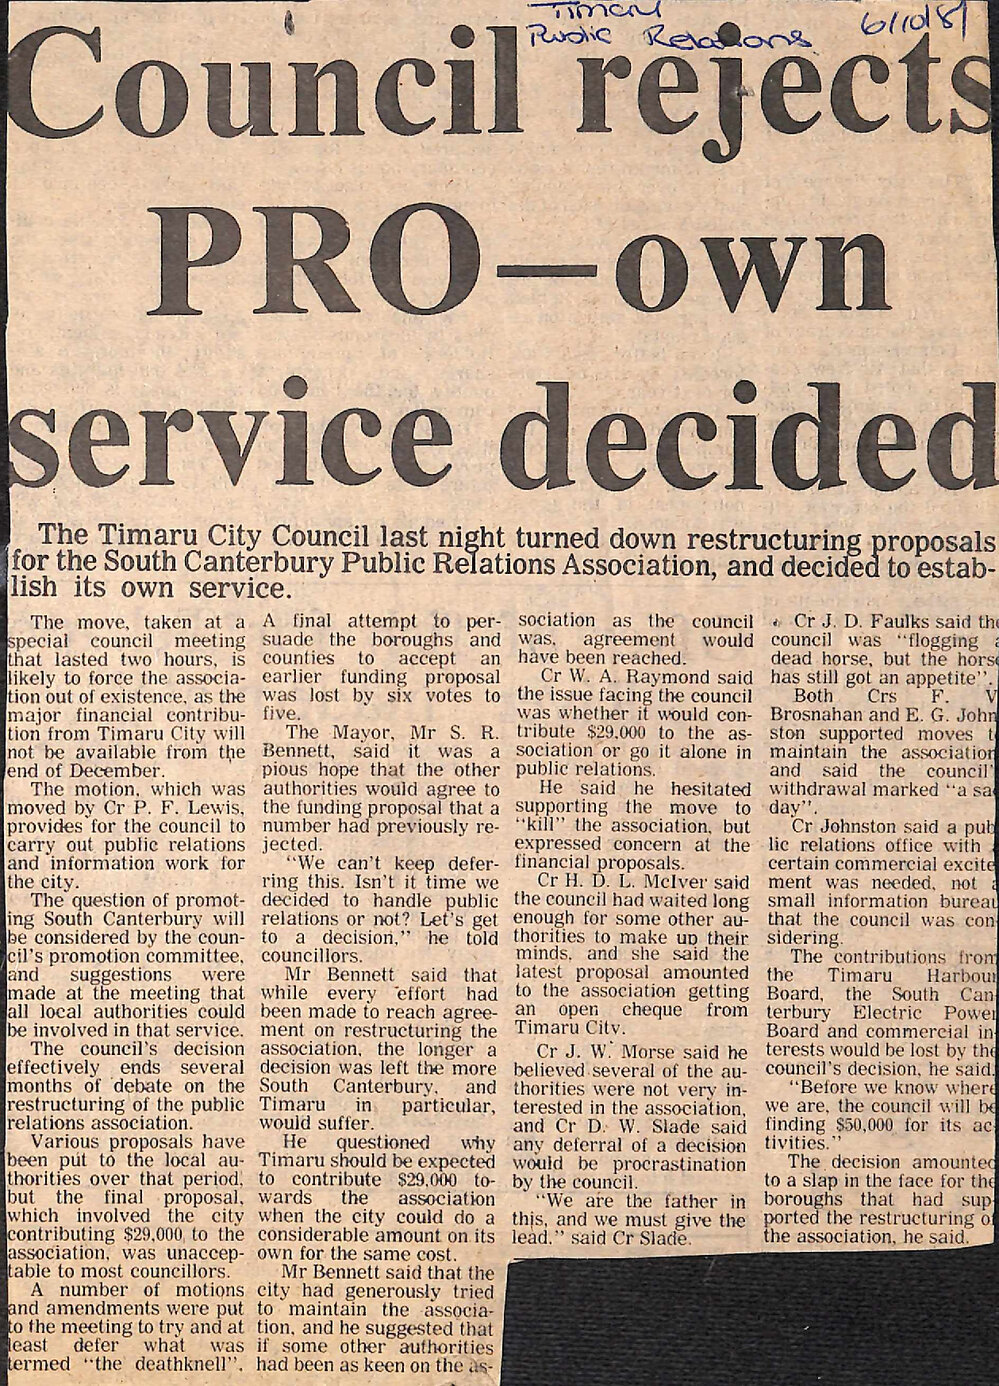 Timaru
Public Relations
6/10/81
Council rejects
PRO—own
service decided
The Timaru City Council last night turned down restructuring proposals
for the South Canterbury Public Relations Association, and decided to estab-
lish its own service.
The move, taken at a
special council meeting
that lasted two hours, is
likely to force the associa-
tion out of existence, as the
major financial contribu-
tion from Timaru City will
not be available from the
end of December.
The motion, which was
moved by Cr P. F. Lewis,
provides for the council to
carry out public relations
and information work for
the city.
The question of promot-
ing South Canterbury will
be considered by the coun-
cil's promotion committee,
and suggestions were
made at the meeting that
all local authorities could
be involved in that service.
The council's decision
effectively ends several
months of debate on the
restructuring of the public
relations association.
Various proposals have
been put to the local au-
thorities over that period,
but the final proposal,
which involved the city
contributing $29,000 to the
association, was unaccep-
table to most councillors.
A number of motions
and amendments were put
to the meeting to try and at
least defer what was
termed "the deathknell".
A final attempt to per-
suade the boroughs and
counties to accept an
earlier funding proposal
was lost by six votes to
five.
The Mayor, Mr S. R.
Bennett, said it was a
pious hope that the other
authorities would agree to
the funding proposal that a
number had previously re-
jected.
"We can't keep defer-
ring this. Isn't it time we
decided to handle public
relations or not? Let's get
to a decision," he told
councillors.
Mr Bennett said that
while every effort had
been made to reach agree-
ment on restructuring the
association, the longer a
decision was left the more
South Canterbury, and
Timaru in particular,
would suffer.
He questioned why
Timaru should be expected
to contribute $29,000 to-
wards the association
when the city could do a
considerable amount on its
own for the same cost.
Mr Bennett said that the
city had generously tried
to maintain the associa-
tion, and he suggested that
if some other authorities
had been as keen on the as-
sociation as the council
was, agreement would
have been reached.
Cr W. A. Raymond said
the issue facing the council
was whether it would con-
tribute $29,000 to the as-
sociation or go it alone in
public relations.
He said he hesitated
supporting the move to
"kill" the association, but
expressed concern at the
financial proposals.
Cr H. D. L. McIver said
the council had waited long
enough for some other au-
thorities to make up their
minds, and she said the
latest proposal amounted
to the association getting
an open cheque from
Timaru City.
Cr J. W. Morse said he
believed several of the au-
thorities were not very in-
terested in the association,
and Cr D. W. Slade said
any deferral of a decision
would be procrastination
by the council.
"We are the father in
this, and we must give the
lead," said Cr Slade.
Cr J. D. Faulks said the
council was "flogging a
dead horse, but the horse
has still got an appetite".
Both Crs F. V
Brosnahan and E. G. John
ston supported moves t
maintain the association
and said the council'
withdrawal marked "a sa
day".
Cr Johnston said a pub
lic relations office with
certain commercial excite
ment was needed, not a
small information bureau
that the council was con
sidering.
The contributions from
the Timaru Harbour
Board, the South Can
terbury Electric Power
Board and commercial in
terests would be lost by the
council's decision, he said.
"Before we know where
we are, the council will be
finding $50,000 for its ac
tivities."
The decision amounted
to a slap in the face for the
boroughs that had sup
ported the restructuring of
the association, he said.